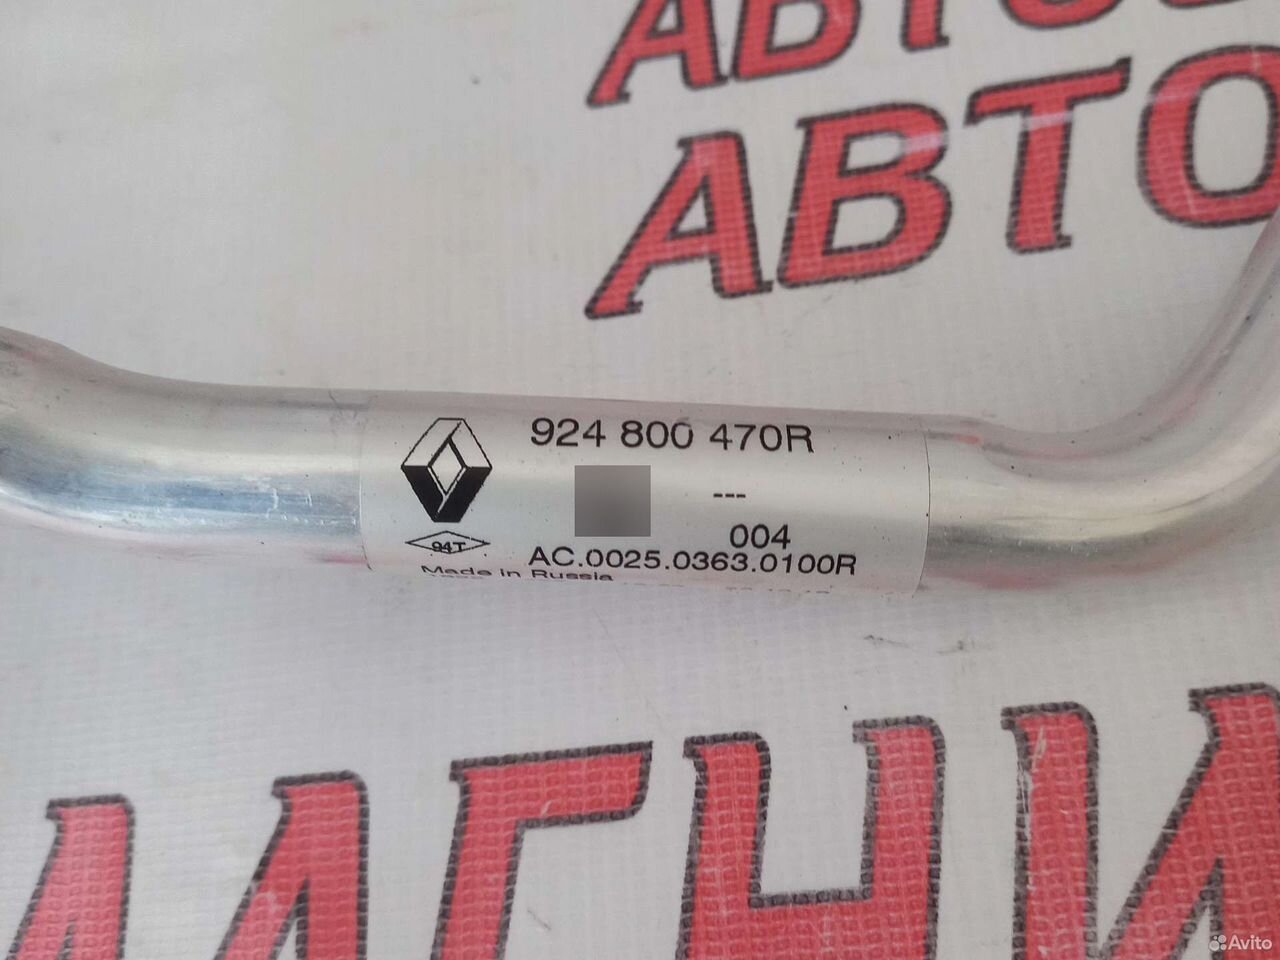 АВТО
АВТО
924 800 470R
---
004
94T
AC.0025.0363.0100R
Made in Russia
МАГНИ
Avito